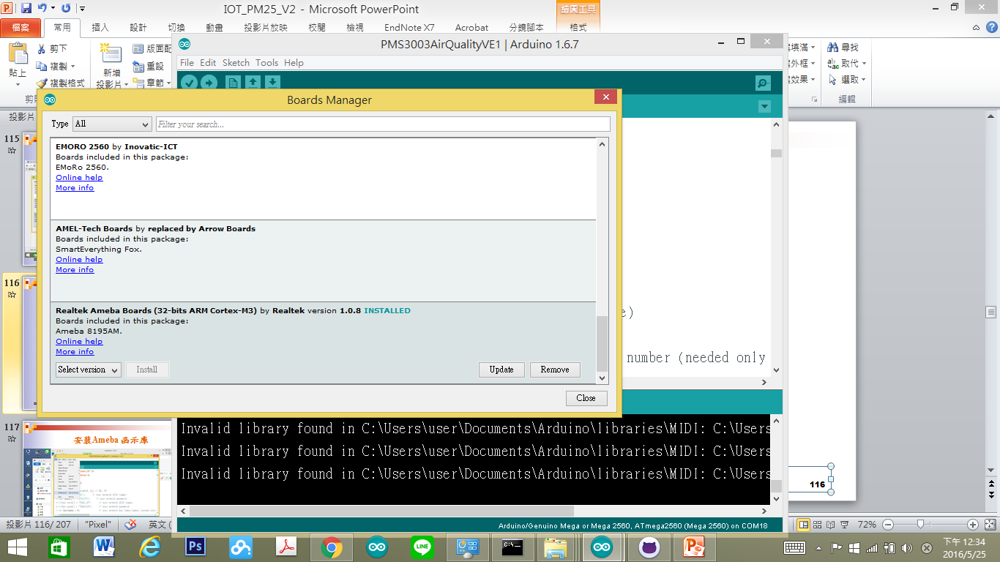 IOT_PM25_V2 - Microsoft PowerPoint
繪圖工具
檔案
常用
插入
設計
切換
動畫
投影片放映
校閱
檢視
EndNote X7
Acrobat
分鏡腳本
格式
貼上
剪下
複製
複製格式
新增
投影片
版面配
重設
章節
填滿
外框
效果
尋找
取代
選取
編輯
PMS3003AirQualityVE1 | Arduino 1.6.7
File Edit Sketch Tools Help
Boards Manager
Type All Filter your search...
EMORO 2560 by Inovatic-ICT
Boards included in this package:
EMoRo 2560.
Online help
More info
AMEL-Tech Boards by replaced by Arrow Boards
Boards included in this package:
SmartEverything Fox.
Online help
More info
Realtek Ameba Boards (32-bits ARM Cortex-M3) by Realtek version 1.0.8 INSTALLED
Boards included in this package:
Ameba 8195AM.
Online help
More info
Select version Install Update Remove
Close
number (needed only
Invalid library found in C:\Users\user\Documents\Arduino\libraries\MIDI: C:\Users
Invalid library found in C:\Users\user\Documents\Arduino\libraries\MIDI: C:\Users
Invalid library found in C:\Users\user\Documents\Arduino\libraries\MIDI: C:\Users
Arduino/Genuino Mega or Mega 2560, ATmega2560 (Mega 2560) on COM18
投影片
115
116
117
安裝Ameba 函示庫
116
投影片 116/ 207 "Pixel" 英文 (
72%
下午 12:34
2016/5/25